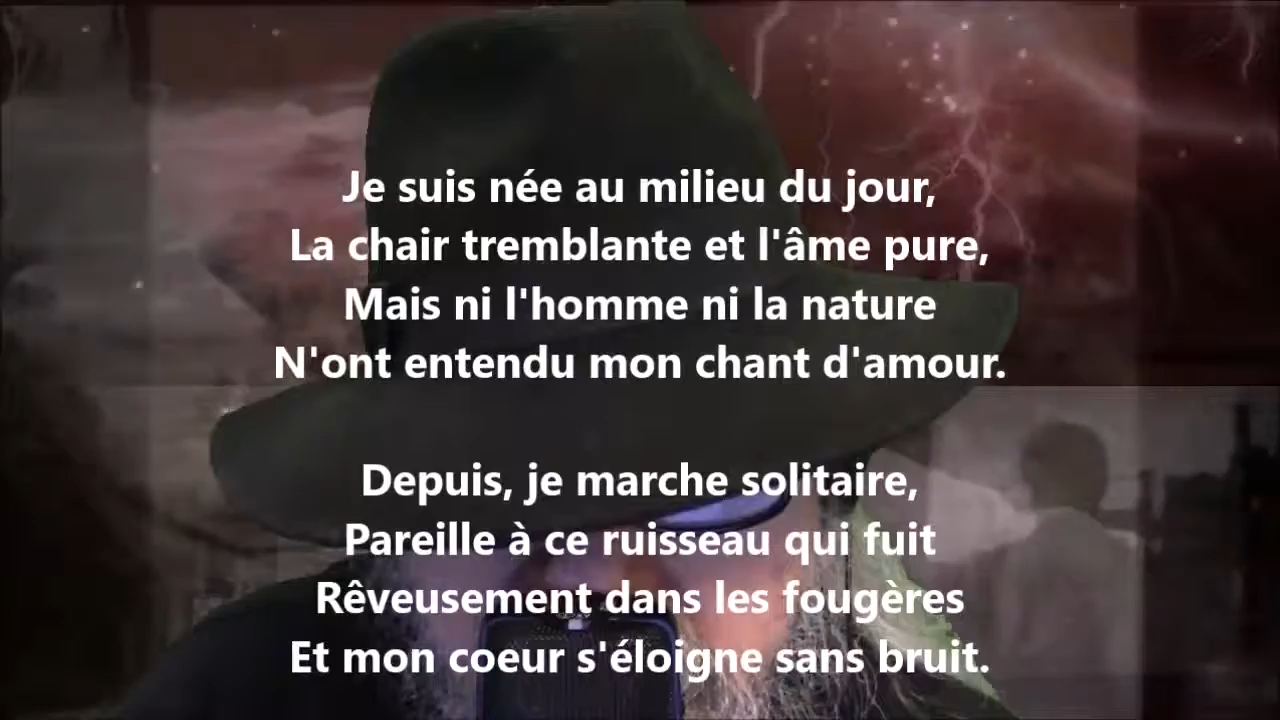 Je suis née au milieu du jour,
La chair tremblante et l'âme pure,
Mais ni l'homme ni la nature
N'ont entendu mon chant d'amour.
Depuis, je marche solitaire,
Pareille à ce ruisseau qui fuit
Rêveusement dans les fougères
Et mon coeur s'éloigne sans bruit.